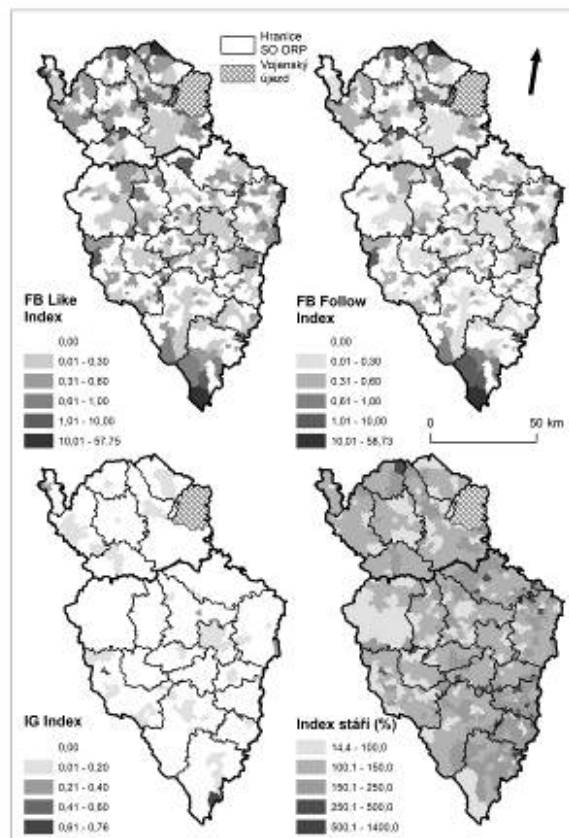 Hranice
SO ORP
Vojenský
újezd
FB Like
Index
0,00
0,01 - 0,30
0,31 - 0,60
0,61 - 1,00
1,01 - 10,00
10,01 - 57,75
FB Follow
Index
0,00
0,01 - 0,30
0,31 - 0,60
0,61 - 1,00
1,01 - 10,00
10,01 - 58,73
0
50 km
IG Index
0,00
0,01 - 0,20
0,21 - 0,40
0,41 - 0,60
0,61 - 0,76
Index stáří (%)
14,4 - 100,0
100,1 - 150,0
150,1 - 250,0
250,1 - 500,0
500,1 - 1400,0